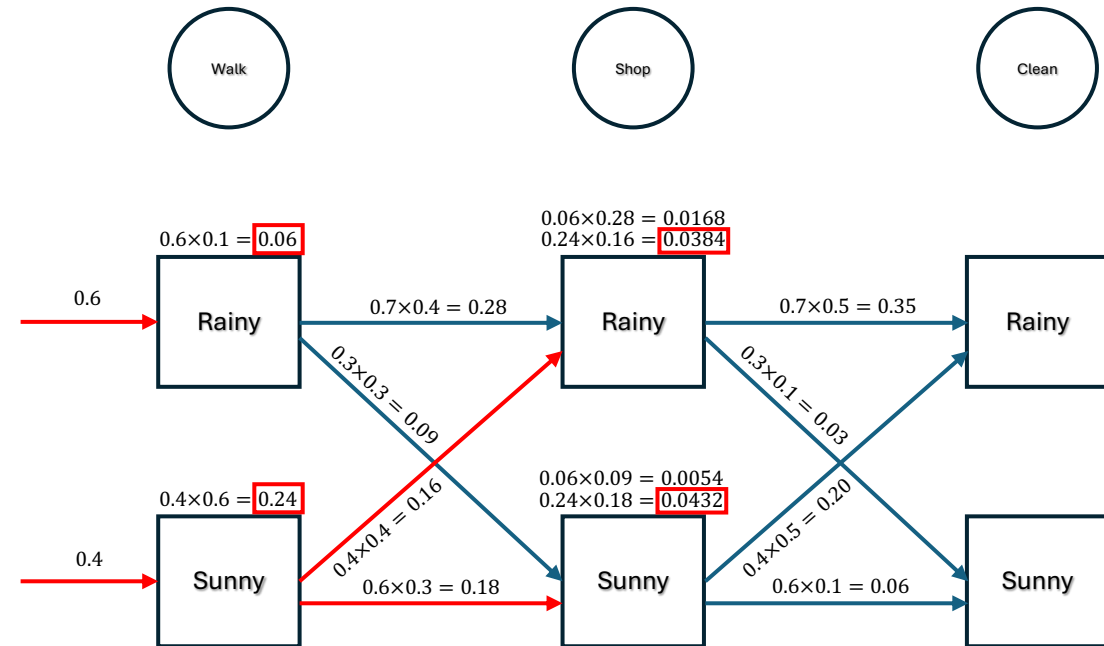 Walk
Shop
Clean
0.06×0.28 = 0.0168
0.6×0.1 = 0.06
0.24×0.16 = 0.0384
0.6
Rainy
0.7×0.4 = 0.28
Rainy
0.7×0.5 = 0.35
Rainy
0.3×0.3 = 0.09
0.3×0.1 = 0.03
0.06×0.09 = 0.0054
0.4×0.6 = 0.24
0.24×0.18 = 0.0432
0.4×0.4 = 0.16
0.4×0.5 = 0.20
0.4
Sunny
0.6×0.3 = 0.18
Sunny
0.6×0.1 = 0.06
Sunny